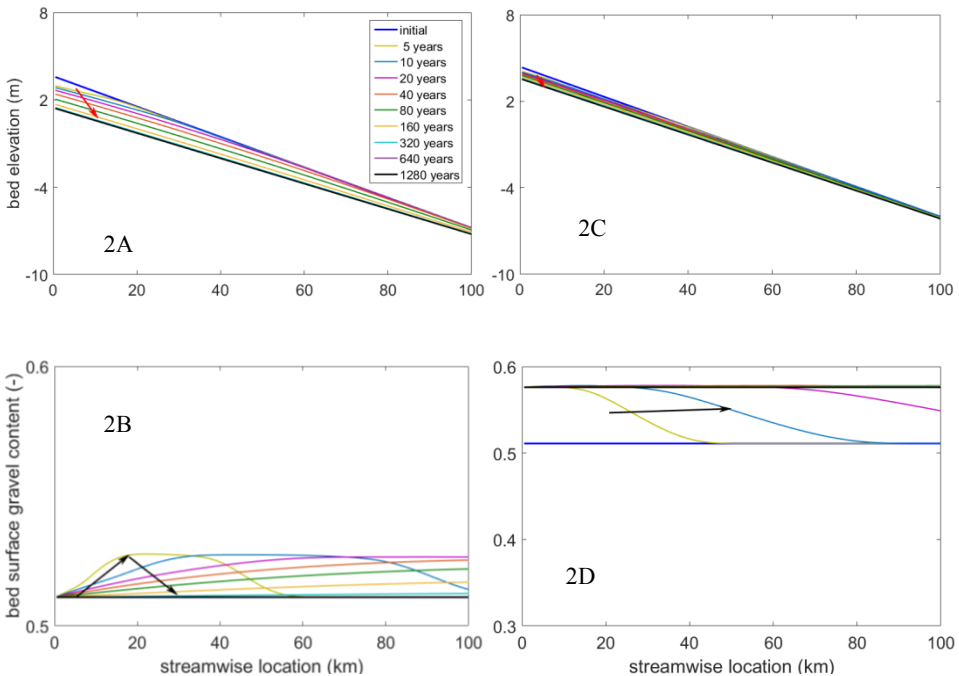 8
2
-4
-10
0
20
40
60
80
100
bed elevation (m)
2A
initial
5 years
10 years
20 years
40 years
80 years
160 years
320 years
640 years
1280 years
8
2
-4
-10
0
20
40
60
80
100
2C
0.6
0.5
0
20
40
60
80
100
bed surface gravel content (-)
2B
streamwise location (km)
0.6
0.5
0.4
0.3
0
20
40
60
80
100
2D
streamwise location (km)